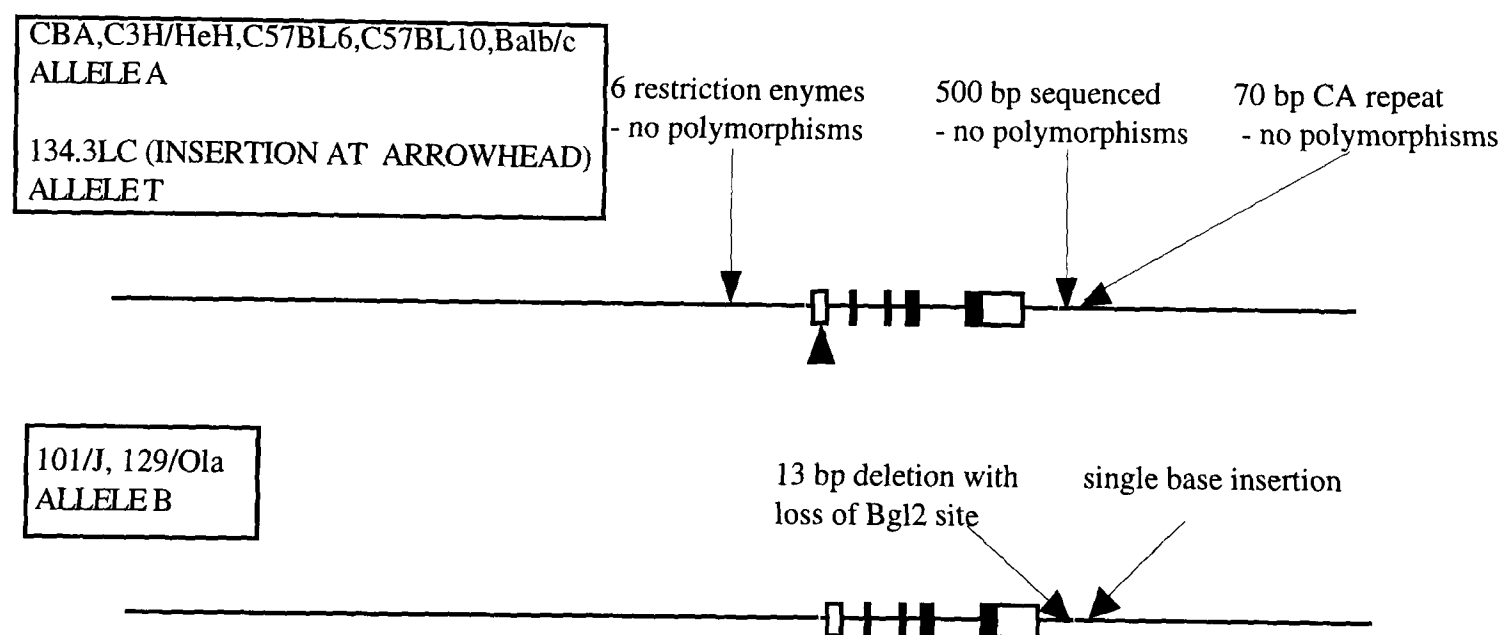 CBA,C3H/HeH,C57BL6,C57BL10,Balb/c
ALLELE A
134.3LC (INSERTION AT ARROWHEAD)
ALLELE T
6 restriction enymes
- no polymorphisms
500 bp sequenced
- no polymorphisms
70 bp CA repeat
- no polymorphisms
101/J, 129/Ola
ALLELE B
13 bp deletion with
loss of Bgl2 site
single base insertion